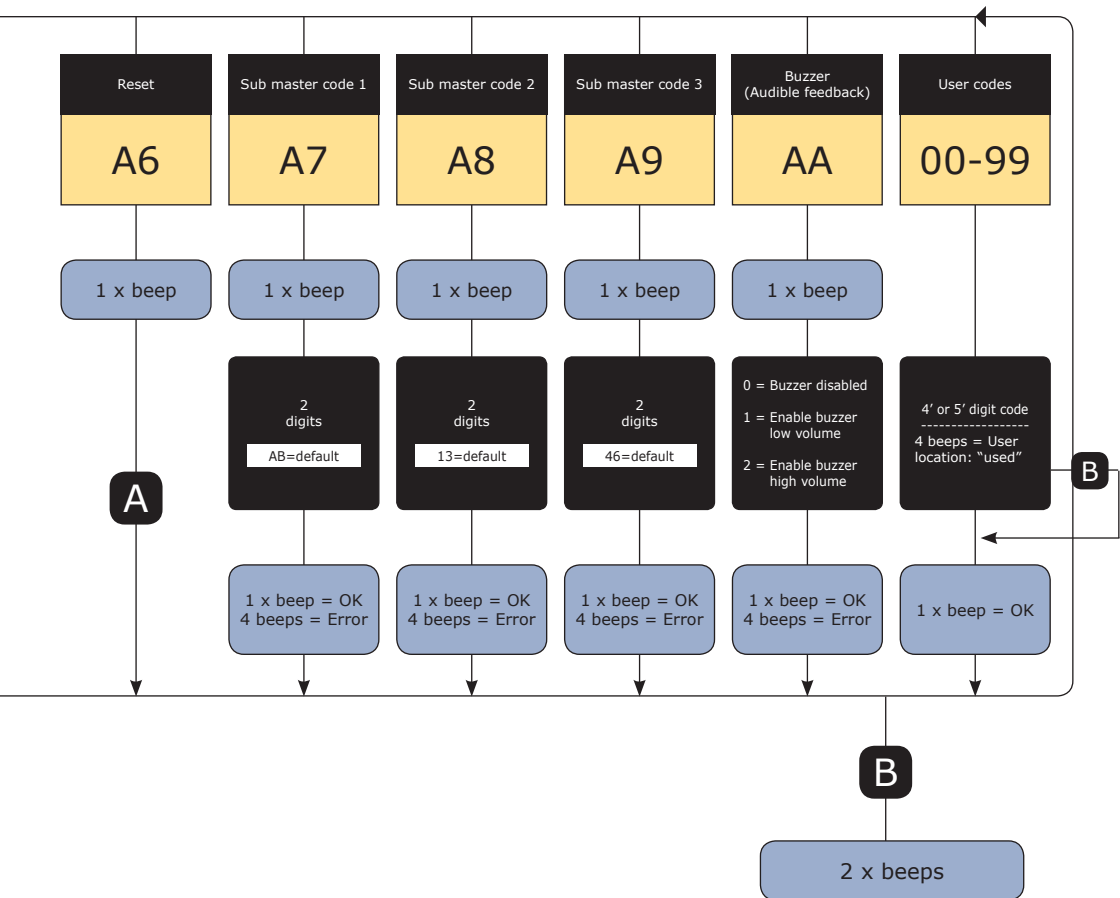 Reset
A6
1 x beep
A
Sub master code 1
A7
1 x beep
2
digits
AB=default
1 x beep = OK
4 beeps = Error
Sub master code 2
A8
1 x beep
2
digits
13=default
1 x beep = OK
4 beeps = Error
Sub master code 3
A9
1 x beep
2
digits
46=default
1 x beep = OK
4 beeps = Error
Buzzer
(Audible feedback)
AA
1 x beep
0 = Buzzer disabled
1 = Enable buzzer
low volume
2 = Enable buzzer
high volume
1 x beep = OK
4 beeps = Error
User codes
00-99
4’ or 5’ digit code
------------------
4 beeps = User
location: “used”
B
1 x beep = OK
B
2 x beeps